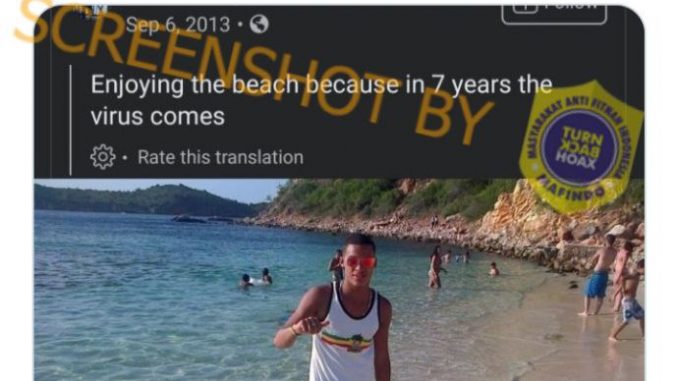 Sep 6, 2013 •
Follow
SCREENSHOT BY
Enjoying the beach because in 7 years the
virus comes
• Rate this translation
MASYARAKAT ANTI FITNAH INDONESIA
TURN
BACK
HOAX
MAFINDO